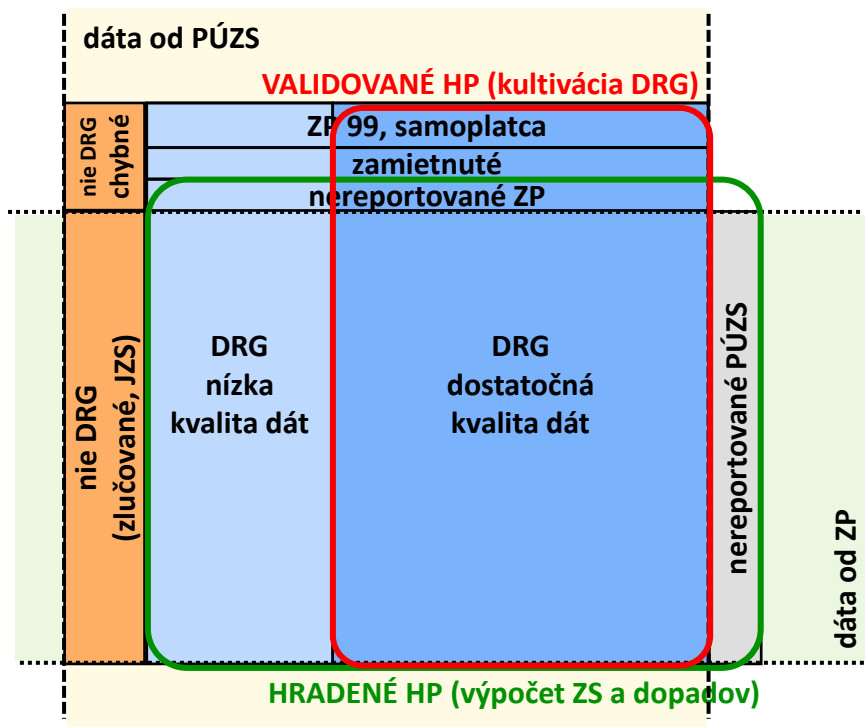 dáta od PÚZS
VALIDOVANÉ HP (kultivácia DRG)
nie DRG
chybné
ZP 99, samoplatca
zamietnuté
nereportované ZP
nie DRG
(zlučované, JZS)
DRG
nízka
kvalita dát
DRG
dostatočná
kvalita dát
nereportované PÚZS
dáta od ZP
HRADENÉ HP (výpočet ZS a dopadov)